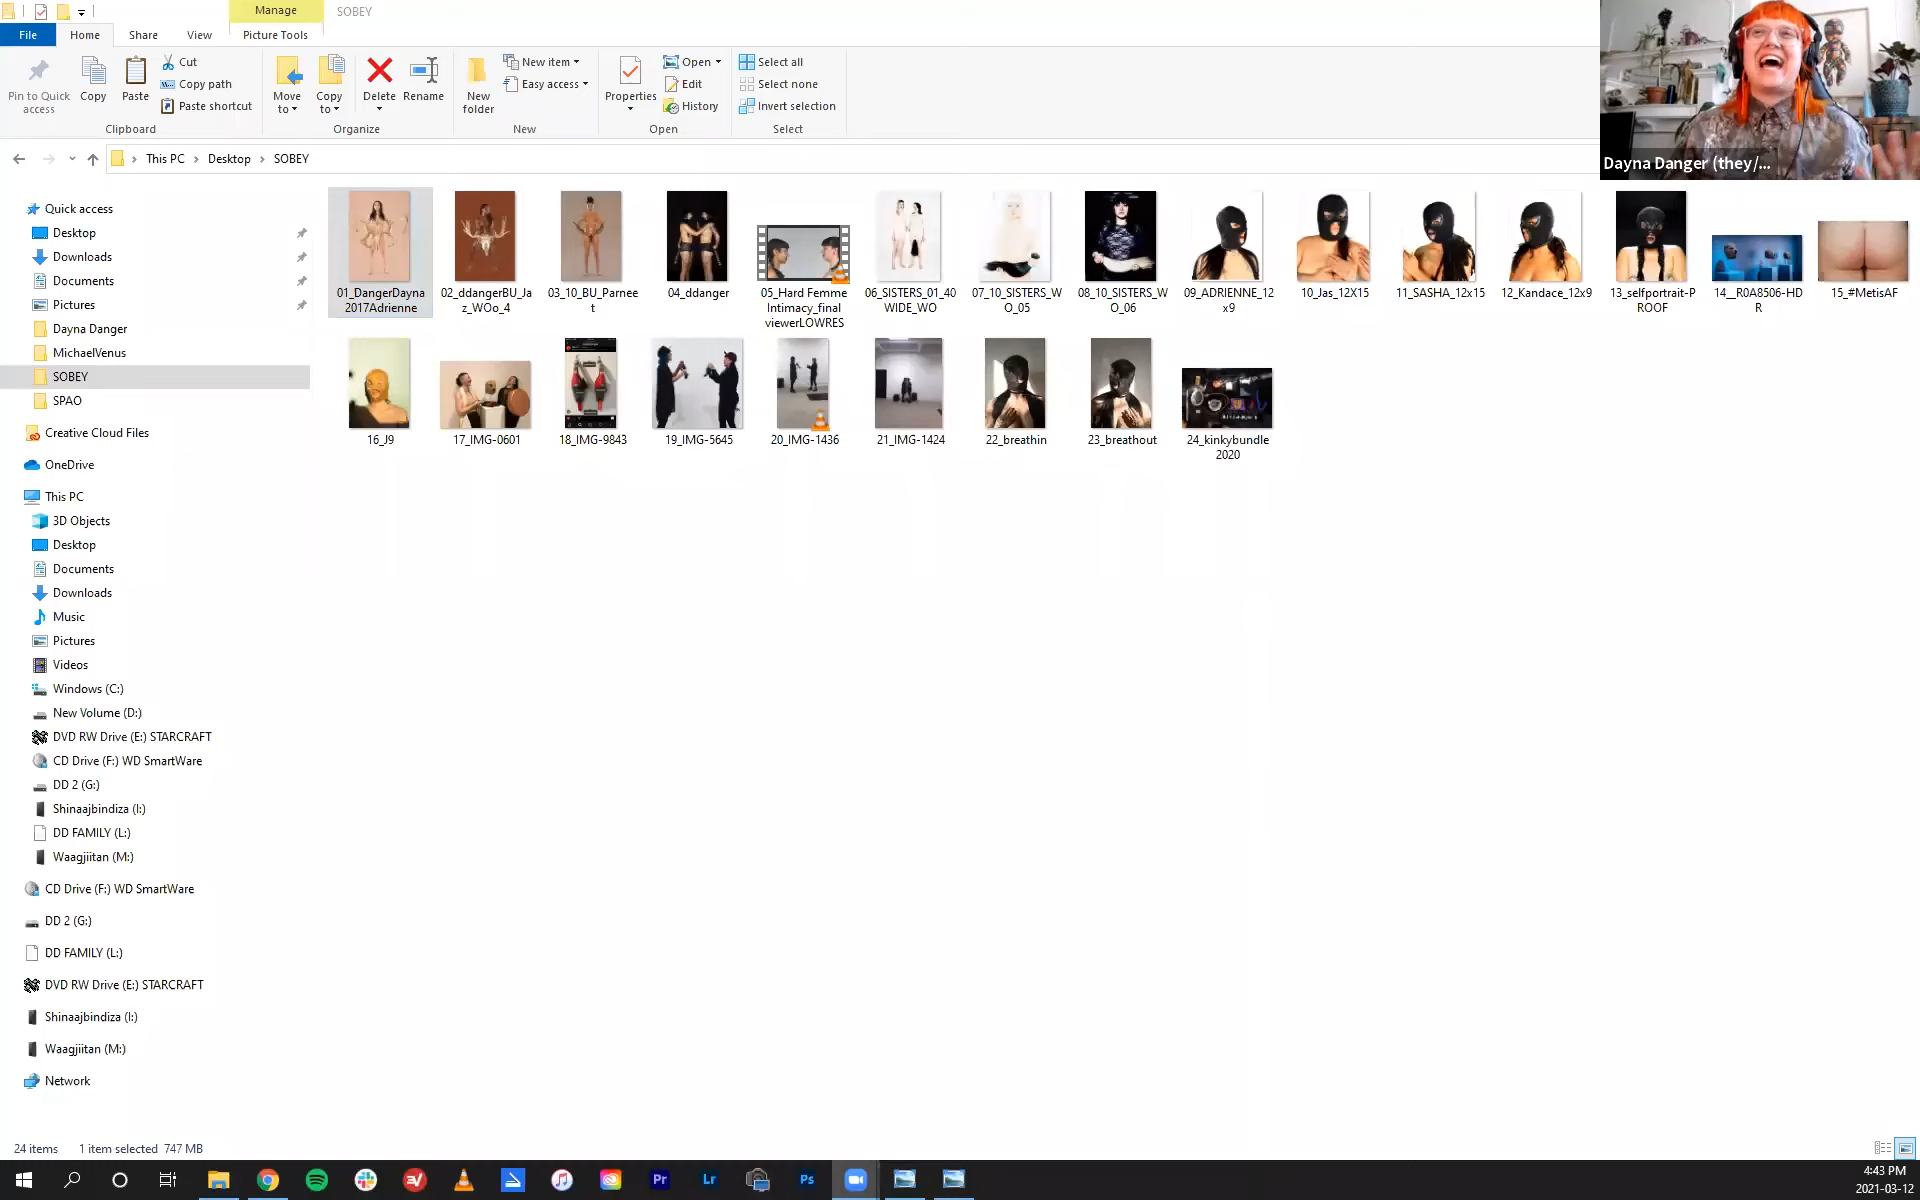 Manage
SOBEY
File
Home
Share
View
Picture Tools
Pin to Quick
access
Copy
Paste
Cut
Copy path
Paste shortcut
Clipboard
Move
to
Copy
to
Delete
Rename
Organize
New
folder
New item
Easy access
New
Properties
Open
Edit
History
Open
Select all
Select none
Invert selection
Select
Dayna Danger (they/...
This PC
Desktop
SOBEY
Quick access
Desktop
Downloads
Documents
Pictures
Dayna Danger
MichaelVenus
SOBEY
SPAO
Creative Cloud Files
OneDrive
This PC
3D Objects
Desktop
Documents
Downloads
Music
Pictures
Videos
Windows (C:)
New Volume (D:)
DVD RW Drive (E:) STARCRAFT
CD Drive (F:) WD SmartWare
DD 2 (G:)
Shinaajbindiza (I:)
DD FAMILY (L:)
Waagjiitan (M:)
CD Drive (F:) WD SmartWare
DD 2 (G:)
DD FAMILY (L:)
DVD RW Drive (E:) STARCRAFT
Shinaajbindiza (I:)
Waagjiitan (M:)
Network
01_DangerDayna
2017Adrienne
02_ddangerBU_Ja
z_WOo_4
03_10_BU_Parnee
t
04_ddanger
05_Hard Femme
Intimacy_final
viewerLOWRES
06_SISTERS_01_40
WIDE_WO
07_10_SISTERS_W
O_05
08_10_SISTERS_W
O_06
09_ADRIENNE_12
x9
10_Jas_12X15
11_SASHA_12x15
12_Kandace_12x9
13_selfportrait-P
ROOF
14__R0A8506-HD
R
15_#MetisAF
16_J9
17_IMG-0601
18_IMG-9843
19_IMG-5645
20_IMG-1436
21_IMG-1424
22_breathin
23_breathout
24_kinkybundle
2020
24 items
1 item selected 747 MB
Pr
Lr
Ps
4:43 PM
2021-03-12